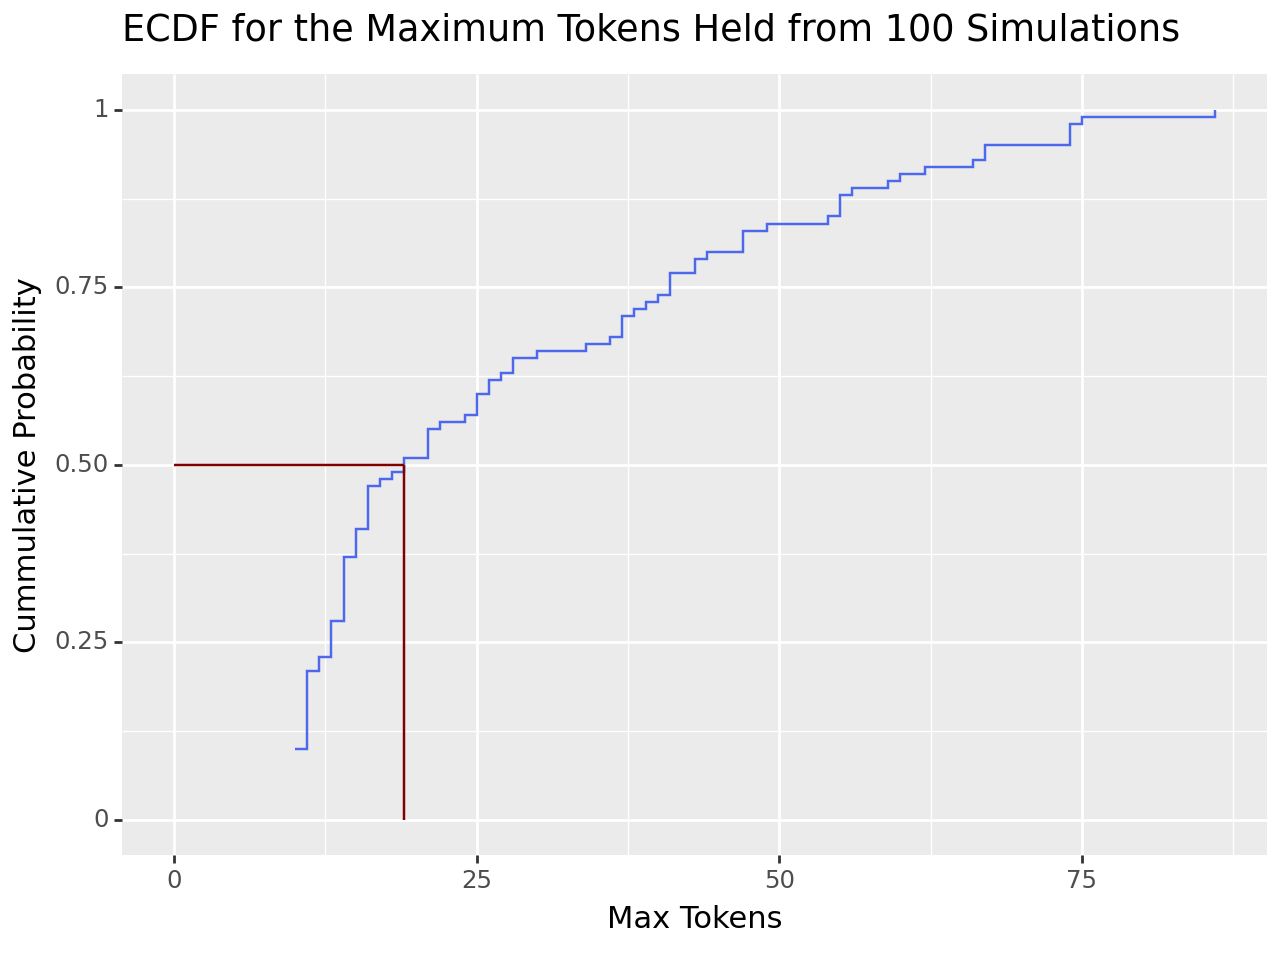 ECDF for the Maximum Tokens Held from 100 Simulations
Cummulative Probability
1
0.75
0.50
0.25
0
0 25 50 75
Max Tokens